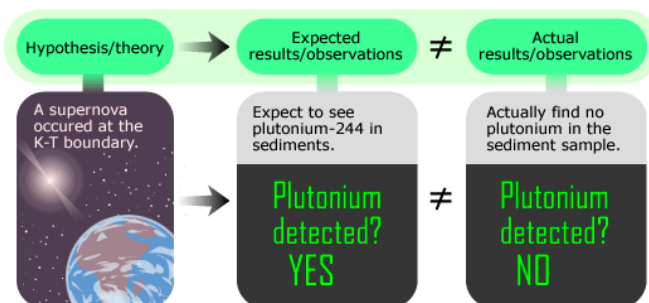 Hypothesis/theory
Expected
results/observations
≠
Actual
results/observations
A supernova
occured at the
K-T boundary.
Expect to see
plutonium-244 in
sediments.
Actually find no
plutonium in the
sediment sample.
Plutonium
detected?
YES
≠
Plutonium
detected?
NO